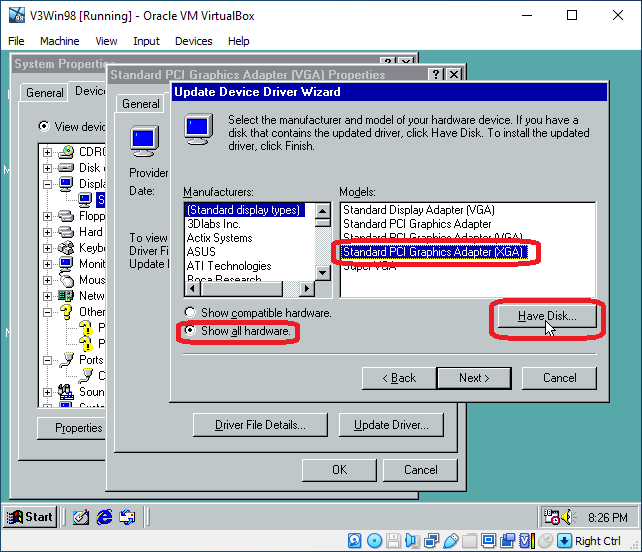 V3Win98 [Running] - Oracle VM VirtualBox
File Machine View Input Devices Help
System Properties
Standard PCI Graphics Adapter (VGA) Properties
Update Device Driver Wizard
General
General
View devic
CDRO
Disk d
Displa
S
Floppy
Hard
Keybo
Monit
Mous
Netw
Other
P
P
Ports
C
Soun
Properties
Provider
Date:
To view
Driver Fi
Update
Select the manufacturer and model of your hardware device. If you have a
disk that contains the updated driver, click Have Disk. To install the updated
driver, click Finish.
Manufacturers:
(Standard display types)
3Dlabs Inc.
Actix Systems
ASUS
ATI Technologies
Boca Research
Models:
Standard Display Adapter (VGA)
Standard PCI Graphics Adapter
Standard PCI Graphics Adapter (VGA)
Standard PCI Graphics Adapter (XGA)
Super VGA
Show compatible hardware.
Show all hardware.
Have Disk...
< Back
Next >
Cancel
Driver File Details...
Update Driver...
OK
Cancel
Start
8:26 PM
Right Ctrl